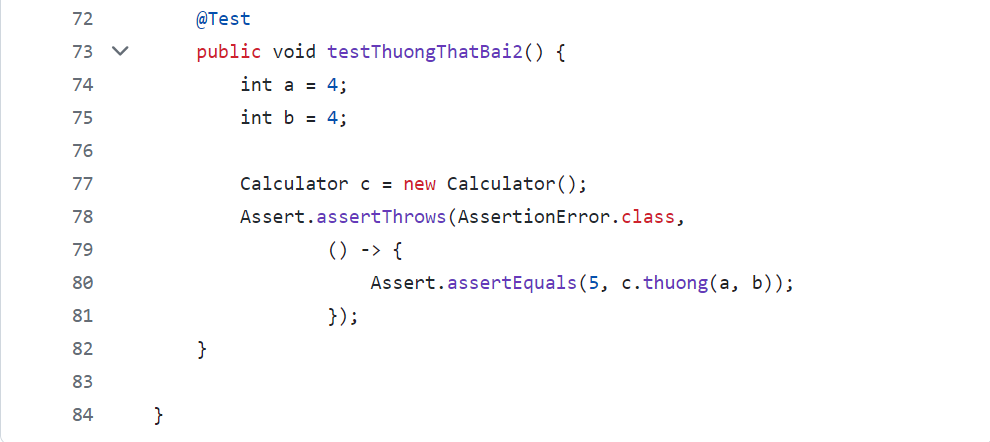 72 @Test
73 public void testThuongThatBai2() {
74 int a = 4;
75 int b = 4;
76
77 Calculator c = new Calculator();
78 Assert.assertThrows(AssertionError.class,
79 () -> {
80 Assert.assertEquals(5, c.thuong(a, b));
81 });
82 }
83
84 }